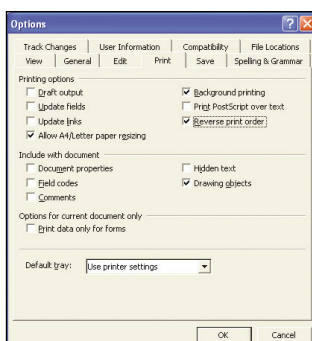 Options
Track Changes User Information Compatibility File Locations
View General Edit Print Save Spelling & Grammar
Printing options
Draft output Background printing
Update fields Print PostScript over text
Update links Reverse print order
Allow A4/Letter paper resizing
Include with document
Document properties Hidden text
Field codes Drawing objects
Comments
Options for current document only
Print data only for forms
Default tray: Use printer settings
OK Cancel